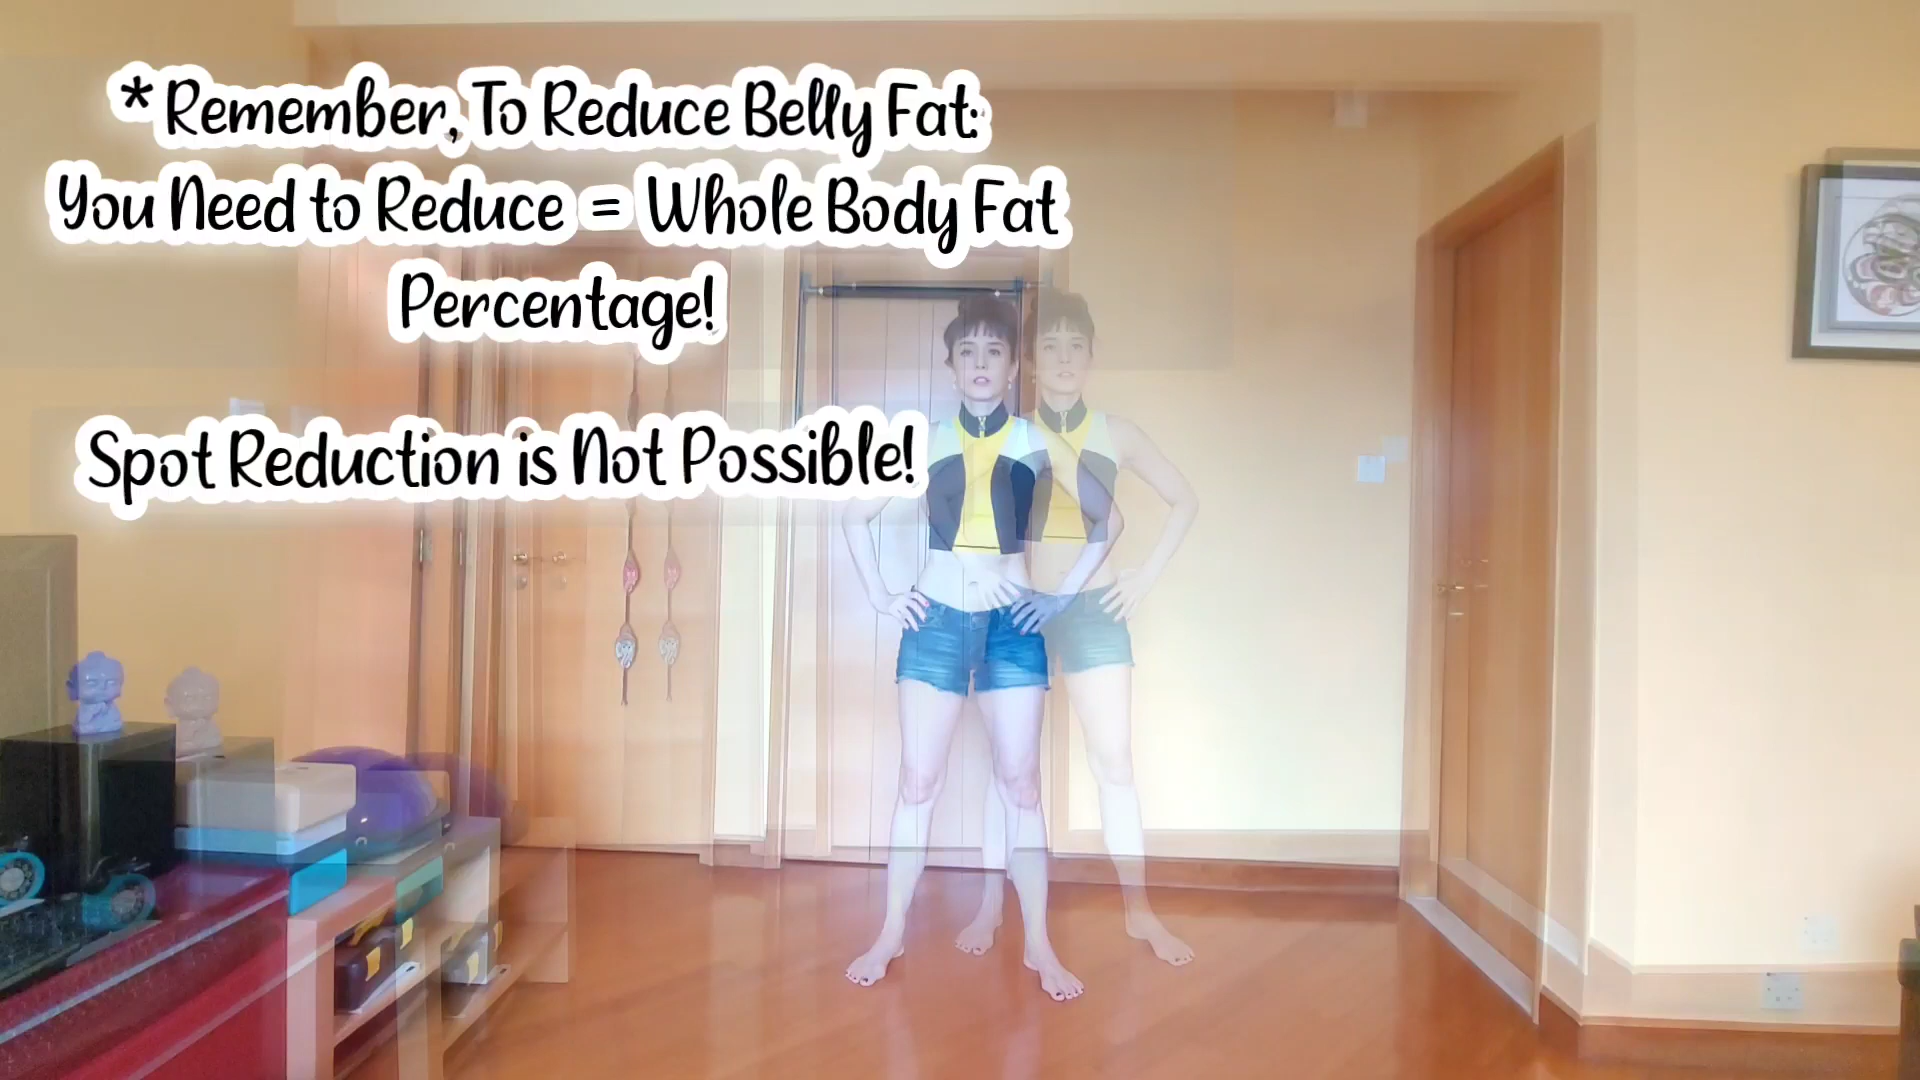 * Remember, To Reduce Belly Fat:
You Need to Reduce = Whole Body Fat
Percentage!
Spot Reduction is Not Possible!